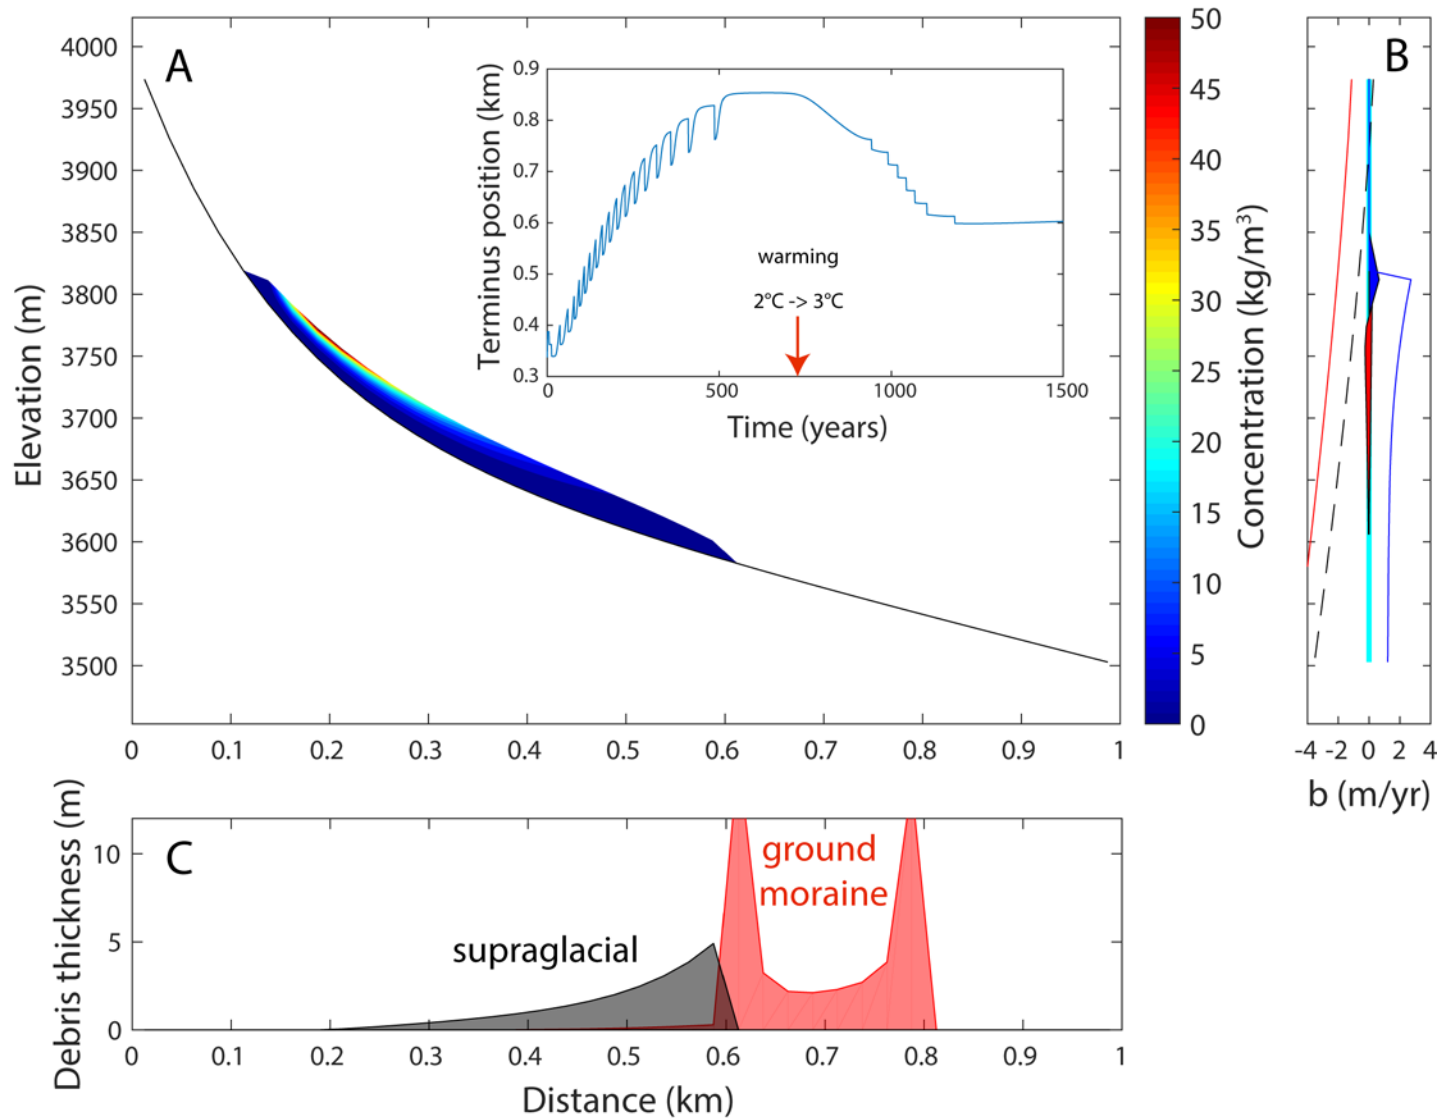 A
4000
3950
3900
3850
3800
3750
3700
3650
3600
3550
3500
Elevation (m)
0 0.1 0.2 0.3 0.4 0.5 0.6 0.7 0.8 0.9 1
0.9
0.8
0.7
0.6
0.5
0.4
0.3
Terminus position (km)
warming
2°C -> 3°C
0 500 1000 1500
Time (years)
50
45
40
35
30
25
20
15
10
5
0
Concentration (kg/m³)
B
-4 -2 0 2 4
b (m/yr)
C
10
5
0
Debris thickness (m)
supraglacial
ground
moraine
0 0.1 0.2 0.3 0.4 0.5 0.6 0.7 0.8 0.9 1
Distance (km)